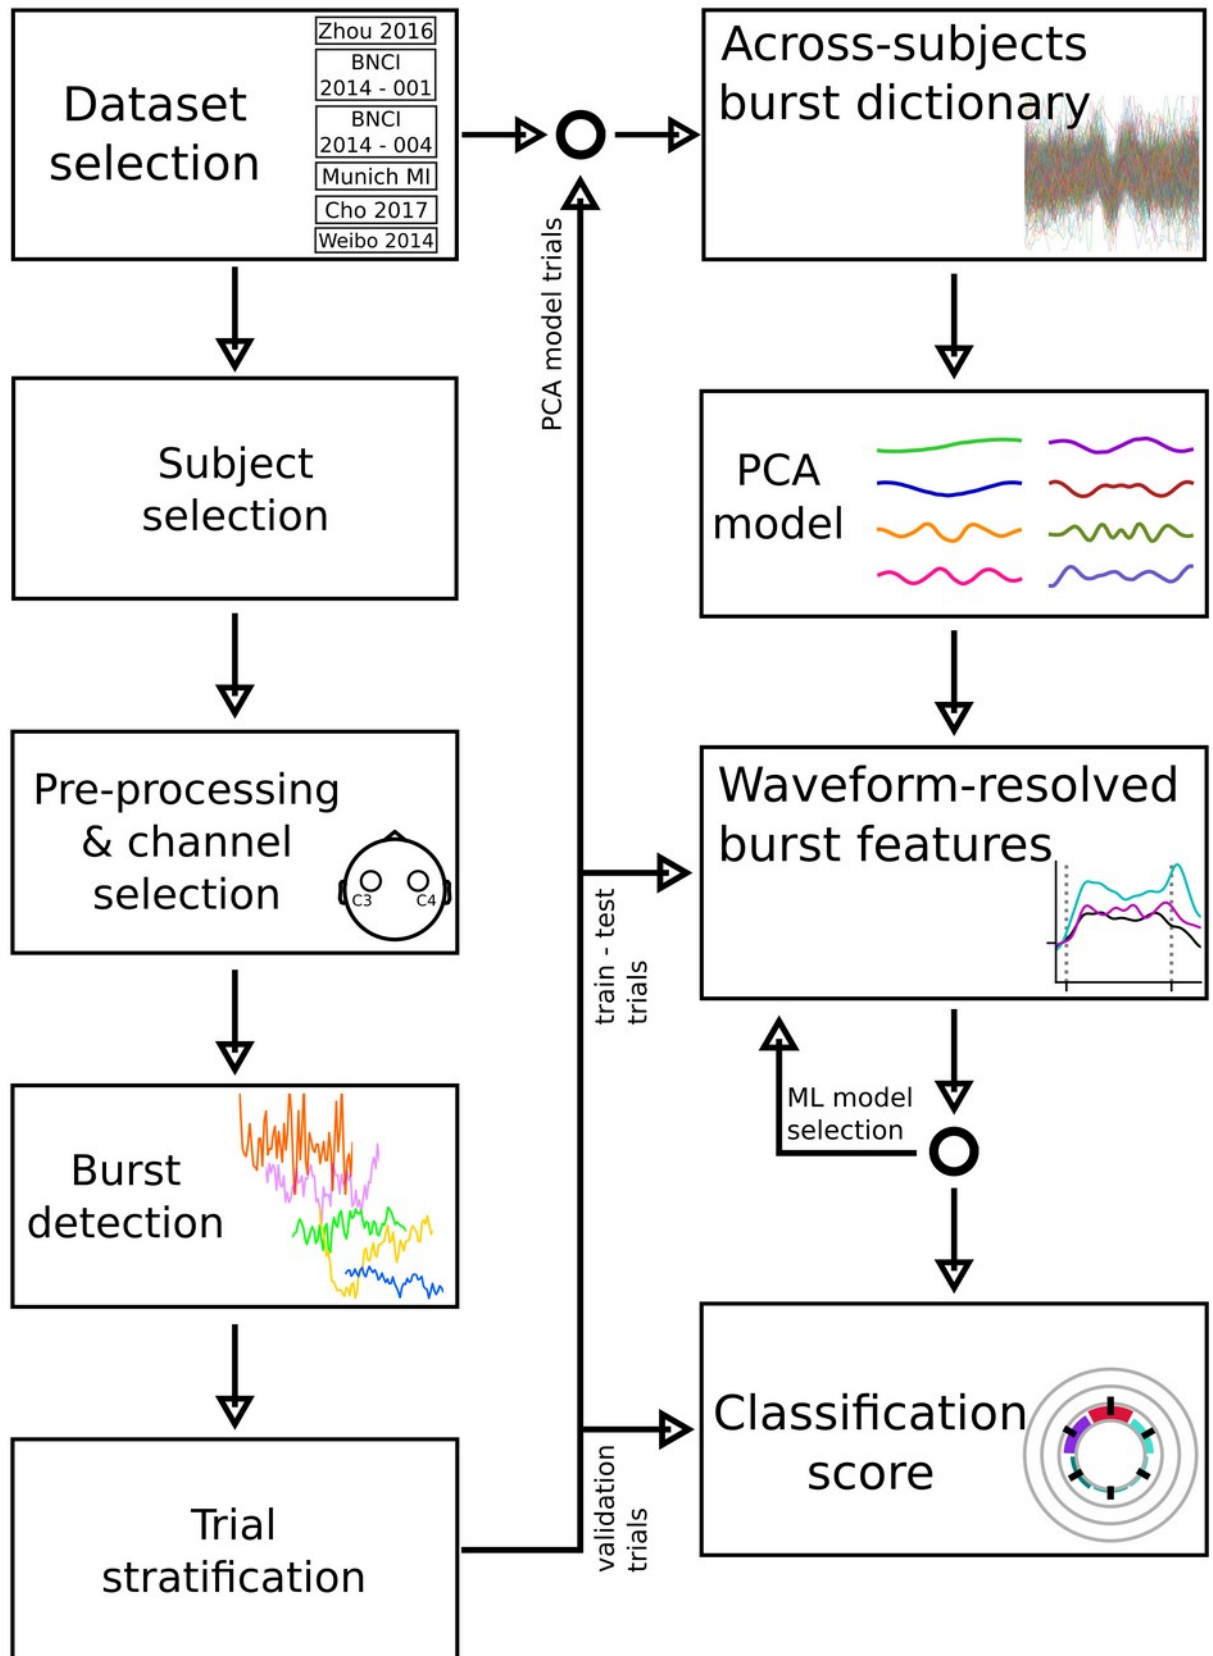 Dataset
selection
Zhou 2016
BNCI
2014 - 001
BNCI
2014 - 004
Munich MI
Cho 2017
Weibo 2014
Subject
selection
Pre-processing
& channel
selection
C3 C4
Burst
detection
Trial
stratification
PCA model trials
train - test
trials
validation
trials
Across-subjects
burst dictionary
PCA
model
Waveform-resolved
burst features
ML model
selection
Classification
score